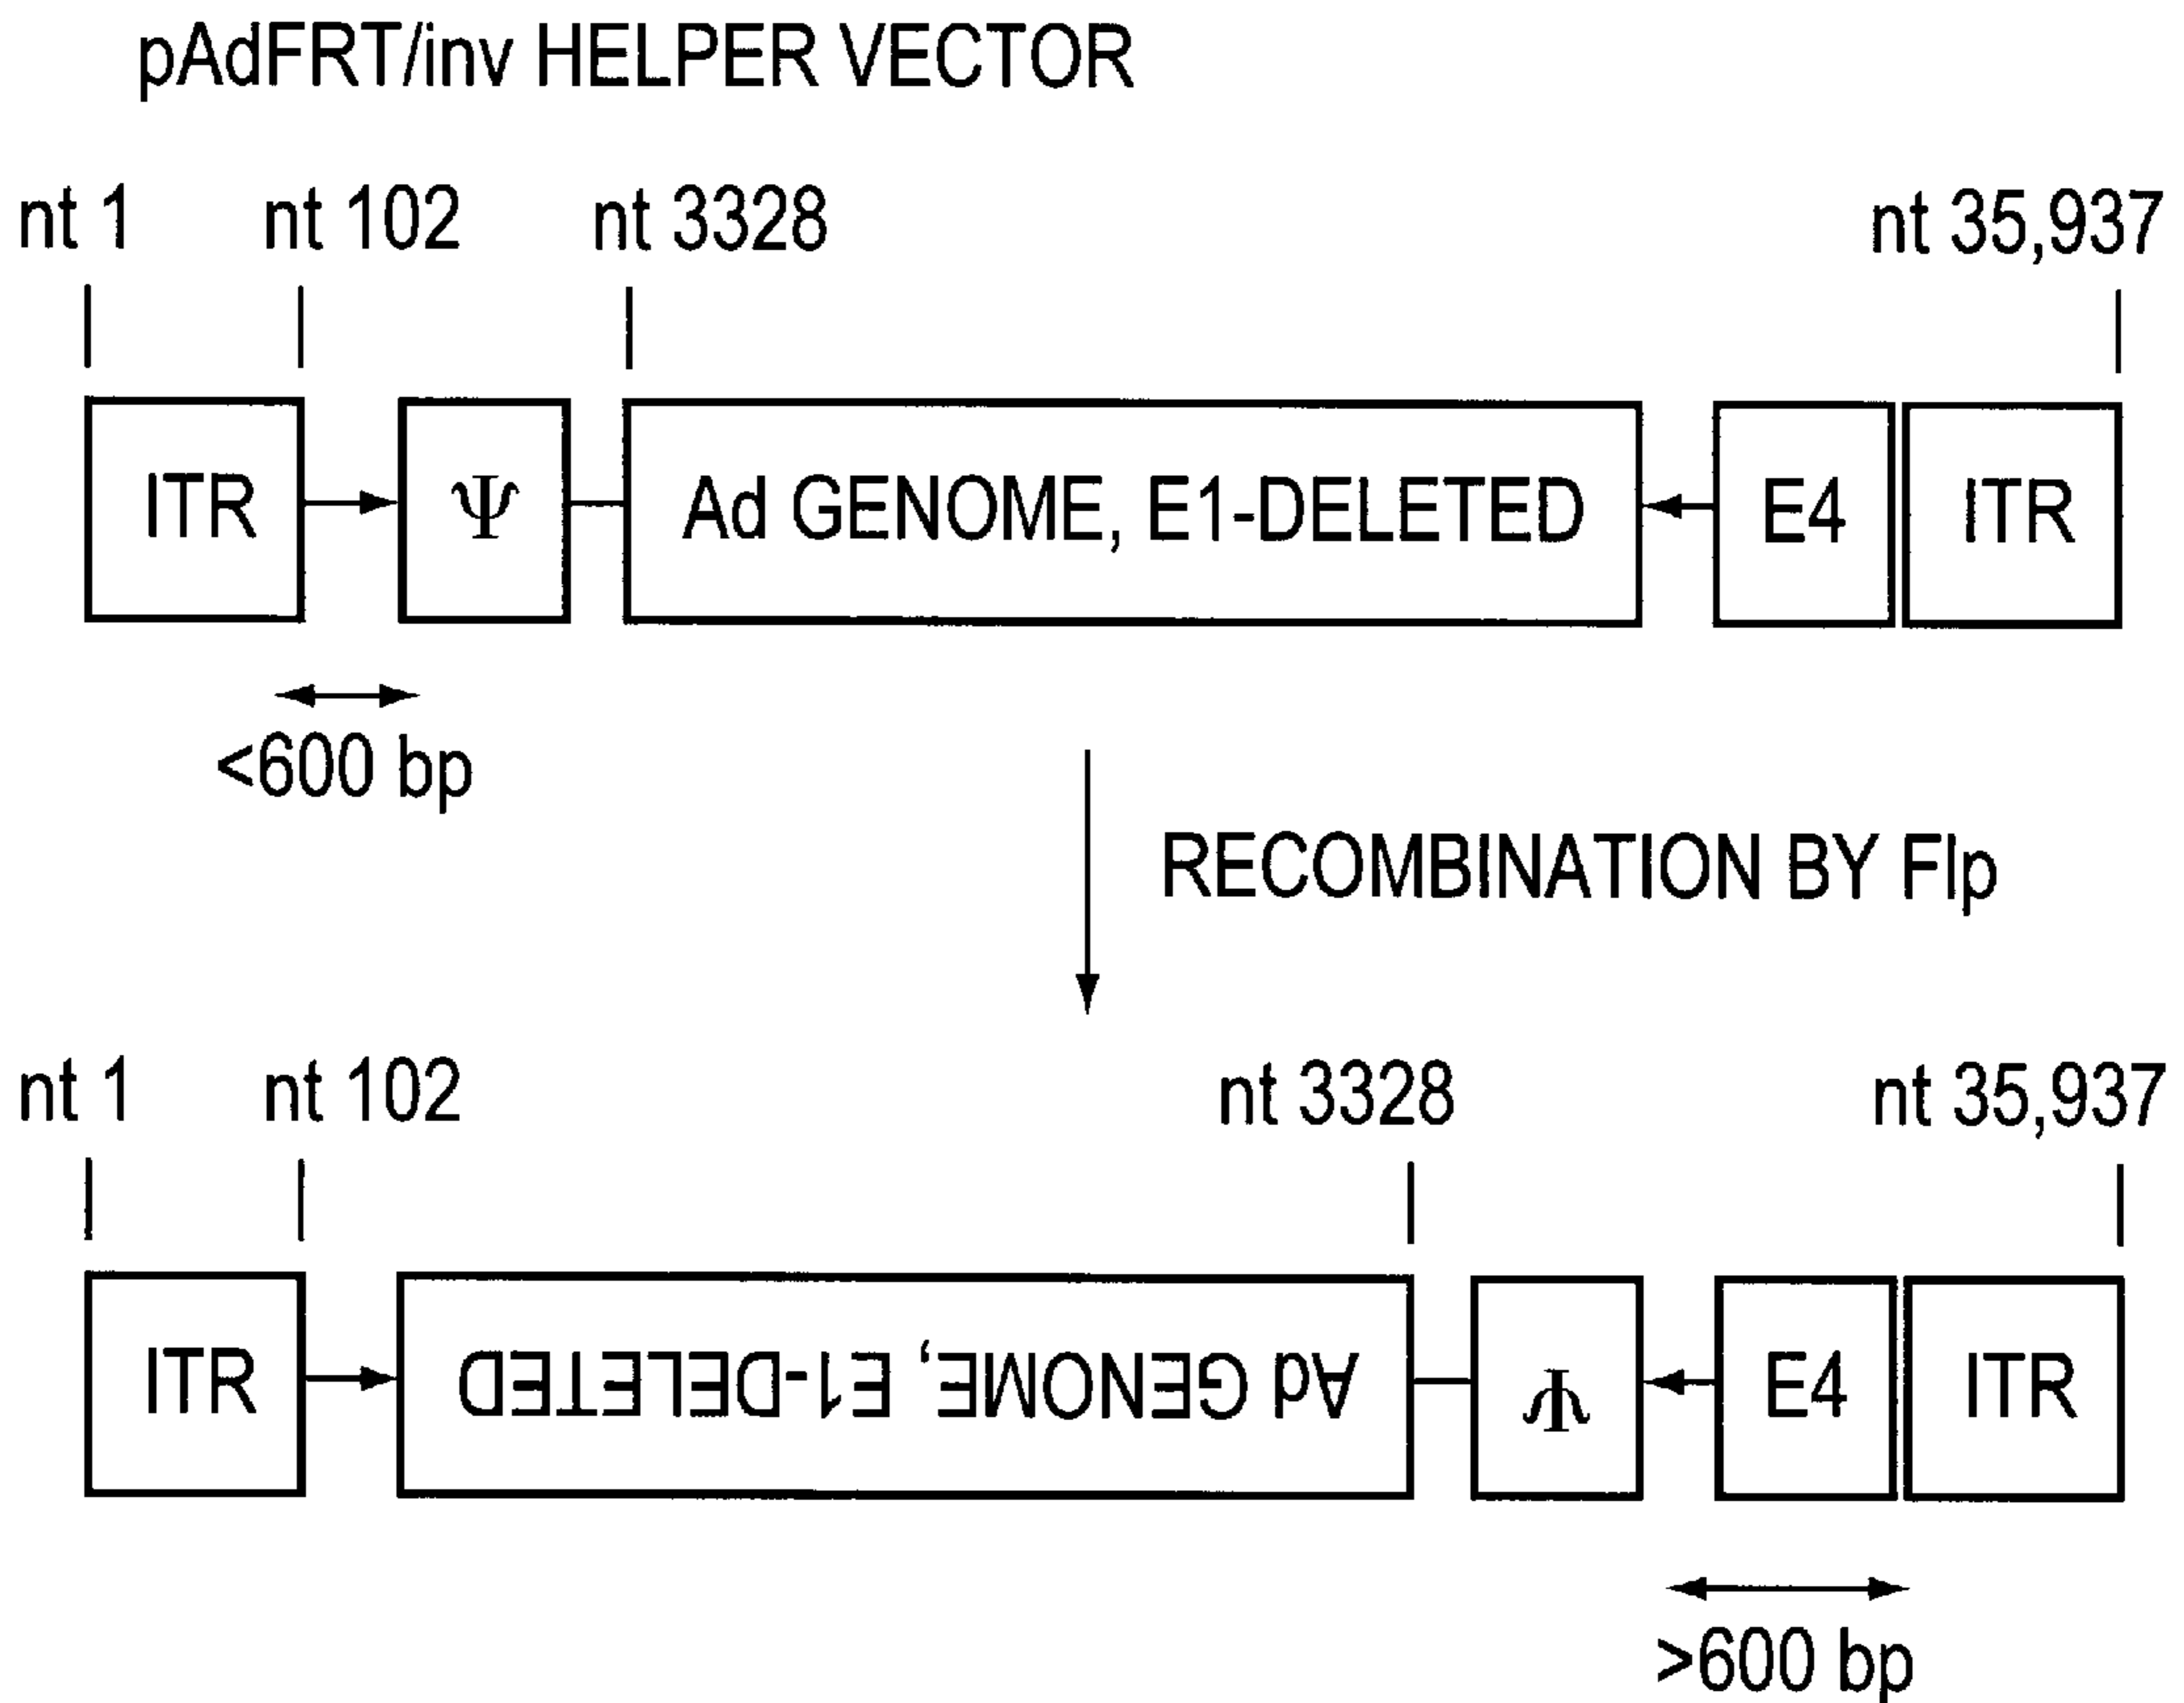 pAdFRT/inv HELPER VECTOR
nt 1 nt 102 nt 3328 nt 35,937
ITR Ψ Ad GENOME, E1-DELETED E4 ITR
<600 bp
RECOMBINATION BY Flp
nt 1 nt 102 nt 3328 nt 35,937
ITR Ad GENOME, E1-DELETED Ψ E4 ITR
>600 bp